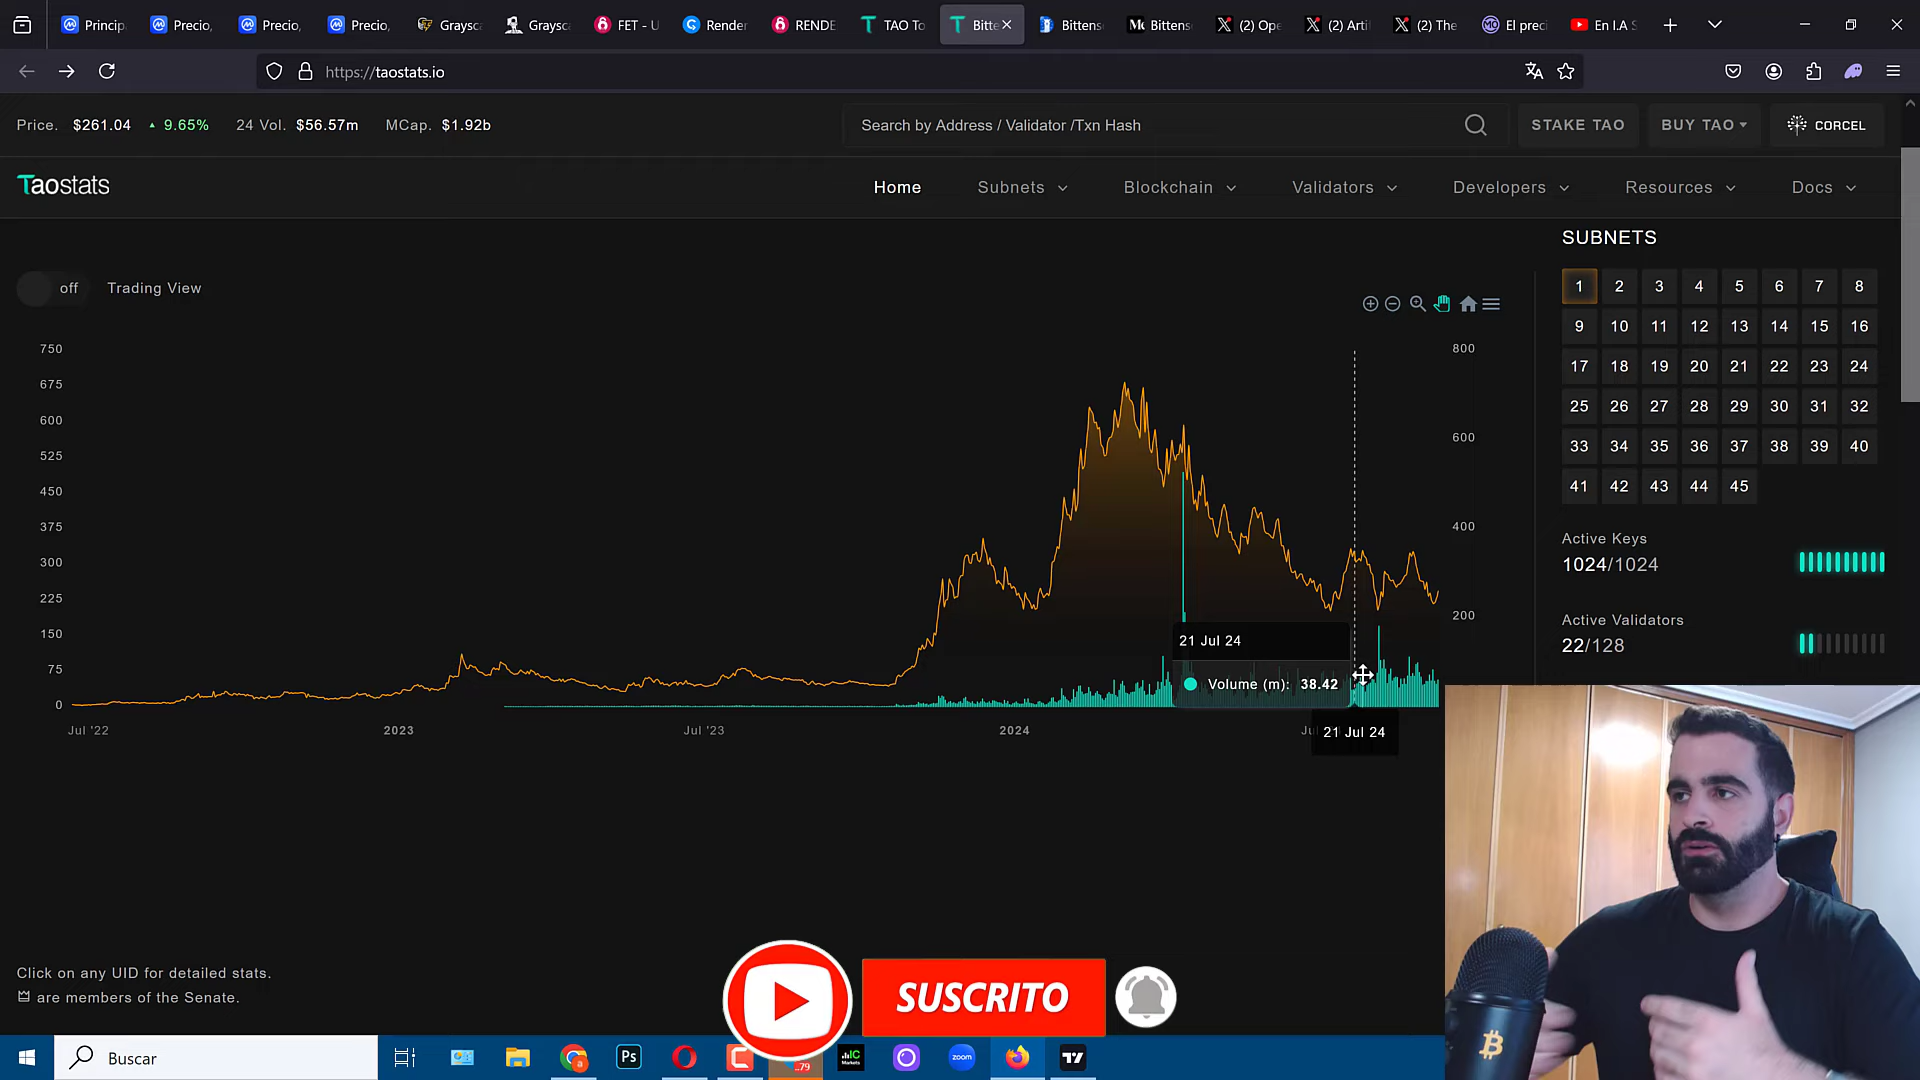 Princip
Precio,
Precio,
Precio,
Graysca
Graysca
FET - U
Render
RENDE
TAO To
Bitte
Bittens
Bittens
(2) Ope
(2) Arti
(2) The
El preci
En I.A S
https://taostats.io
Price. $261.04 9.65% 24 Vol. $56.57m MCap. $1.92b
Search by Address / Validator /Txn Hash
STAKE TAO
BUY TAO
CORCEL
Taostats
Home
Subnets
Blockchain
Validators
Developers
Resources
Docs
SUBNETS
off
Trading View
1 2 3 4 5 6 7 8
9 10 11 12 13 14 15 16
17 18 19 20 21 22 23 24
25 26 27 28 29 30 31 32
33 34 35 36 37 38 39 40
41 42 43 44 45
750
675
600
525
450
375
300
225
150
75
0
800
600
400
200
21 Jul 24
Volume (m): 38.42
Jul '22
2023
Jul '23
2024
21 Jul 24
Active Keys
1024/1024
Active Validators
22/128
Click on any UID for detailed stats.
are members of the Senate.
SUSCRITO
Buscar
Ps
IC
Markets
zoom